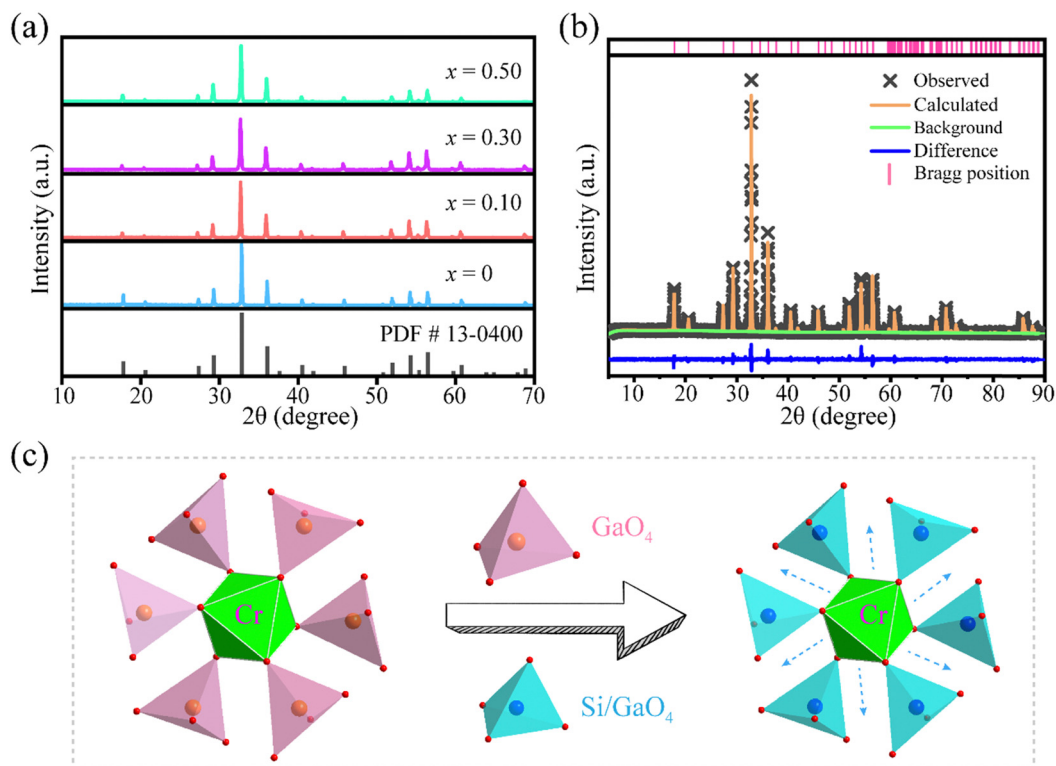 (a)
Intensity (a.u.)
x = 0.50
x = 0.30
x = 0.10
x = 0
PDF # 13-0400
10 20 30 40 50 60 70
2θ (degree)
(b)
Intensity (a.u.)
Observed
Calculated
Background
Difference
Bragg position
10 20 30 40 50 60 70 80 90
2θ (degree)
(c)
Cr
GaO₄
Si/GaO₄
Cr